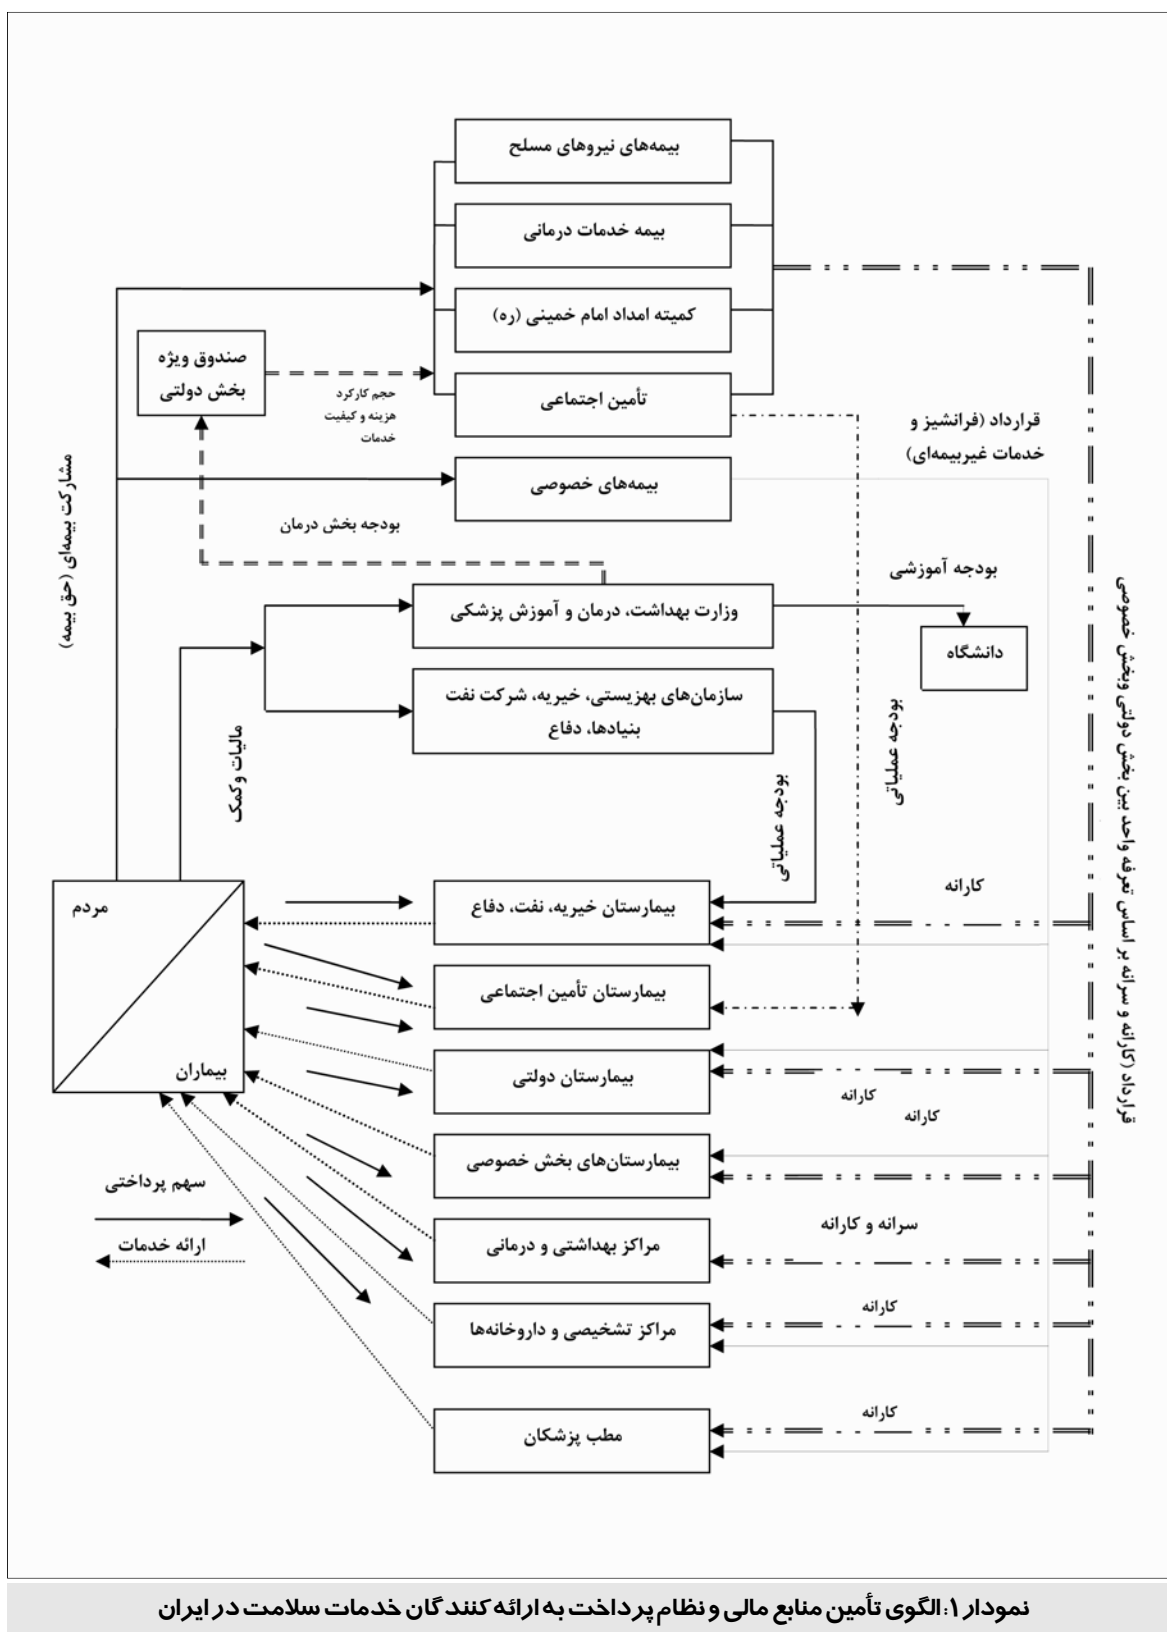 بیمه‌های نیروهای مسلح
بیمه خدمات درمانی
کمیته امداد امام خمینی (ره)
صندوق ویژه
بخش دولتی
حجم کارکرد
هزینه و کیفیت
خدمات
تأمین اجتماعی
قرارداد (فرانشیز و
خدمات غیربیمه‌ای)
بیمه‌های خصوصی
مشارکت بیمه‌ای (حق بیمه)
بودجه بخش درمان
بودجه آموزشی
وزارت بهداشت، درمان و آموزش پزشکی
دانشگاه
سازمان‌های بهزیستی، خیریه، شرکت نفت
بنیادها، دفاع
مالیات وکمک
بودجه عملیاتی
بودجه عملیاتی
قرارداد (کارانه و سرانه بر اساس تعرفه واحد بین بخش دولتی وبخش خصوصی
مردم
بیماران
کارانه
بیمارستان خیریه، نفت، دفاع
بیمارستان تأمین اجتماعی
بیمارستان دولتی
کارانه
کارانه
بیمارستان‌های بخش خصوصی
سهم پرداختی
ارائه خدمات
سرانه و کارانه
مراکز بهداشتی و درمانی
کارانه
مراکز تشخیصی و داروخانه‌ها
کارانه
مطب پزشکان
نمودار ۱: الگوی تأمین منابع مالی و نظام پرداخت به ارائه کنندگان خدمات سلامت در ایران